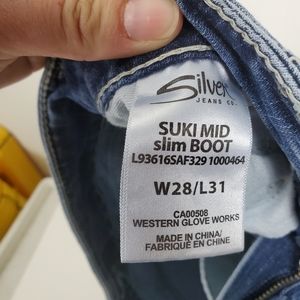 Silver
JEANS CO.
SUKI MID
slim BOOT
L93616SAF329 1000464
W28/L31
CA00508
WESTERN GLOVE WORKS
MADE IN CHINA/
FABRIQUÉ EN CHINE